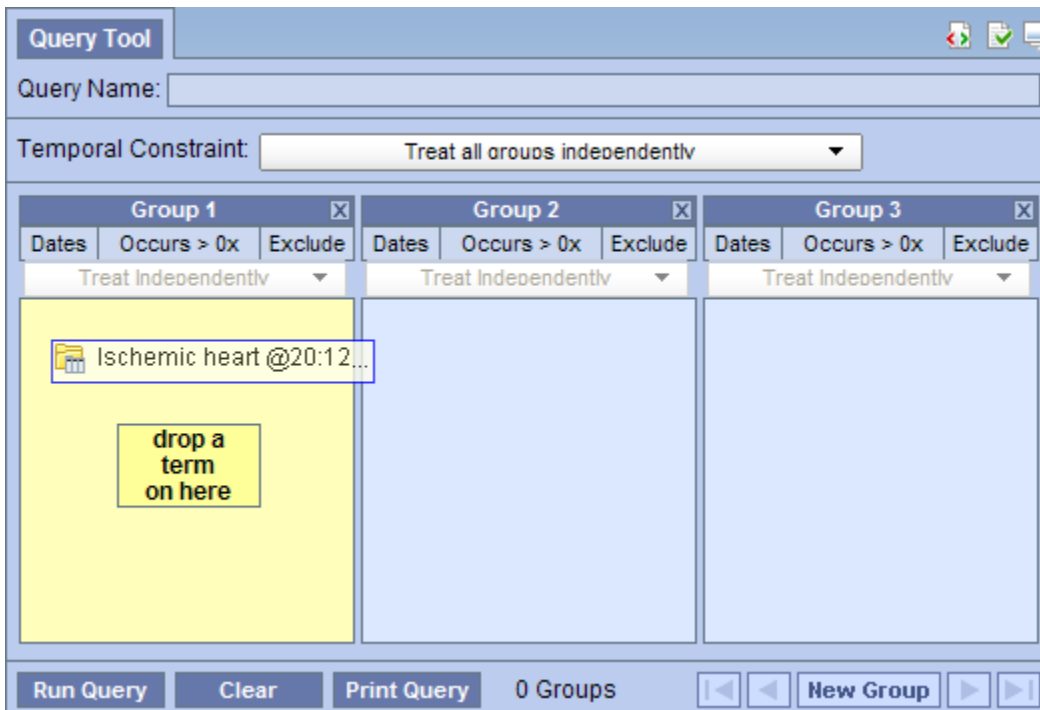 Query Tool
Query Name:
Temporal Constraint: Treat all groups independently
Group 1 X Group 2 X Group 3 X
Dates Occurs > 0x Exclude Dates Occurs > 0x Exclude Dates Occurs > 0x Exclude
Treat Independently Treat Independently Treat Independently
Ischemic heart @20:12...
drop a
term
on here
Run Query Clear Print Query 0 Groups New Group